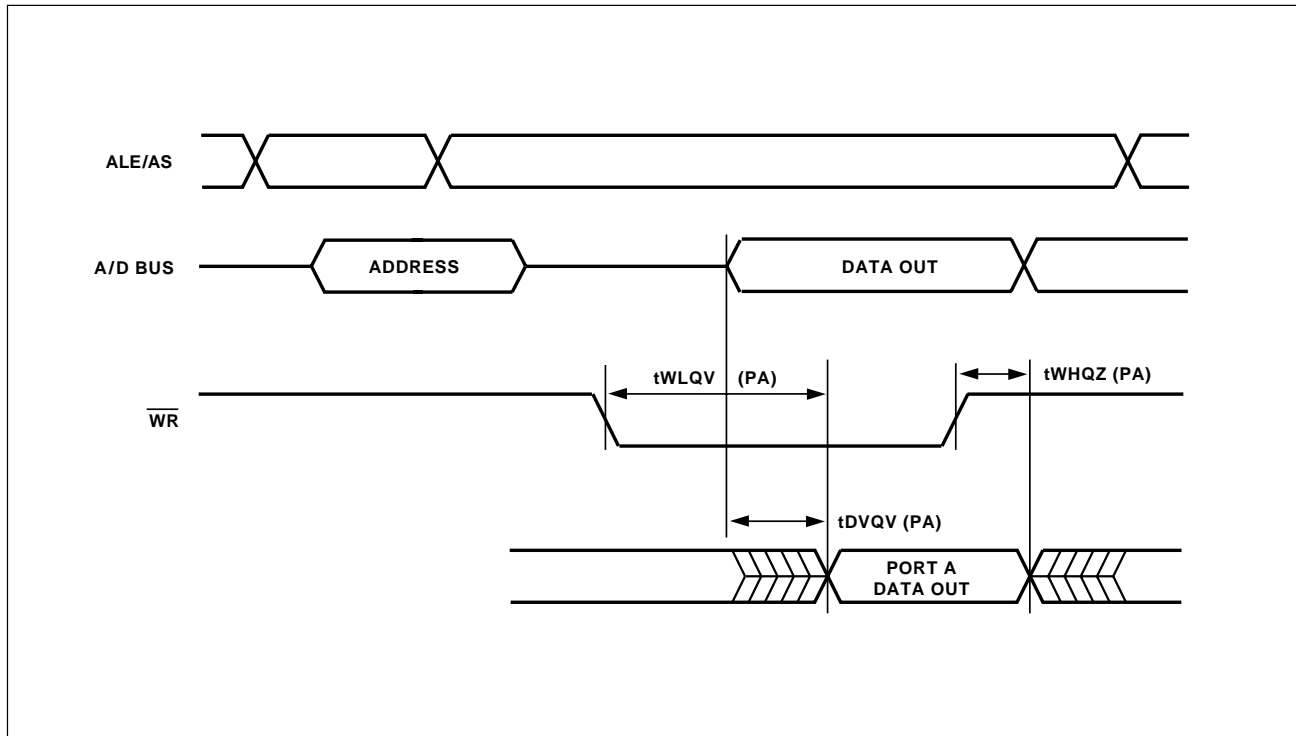 ALE/AS
A/D BUS
ADDRESS
DATA OUT
tWLQV (PA)
tWHQZ (PA)
WR
tDVQV (PA)
PORT A
DATA OUT